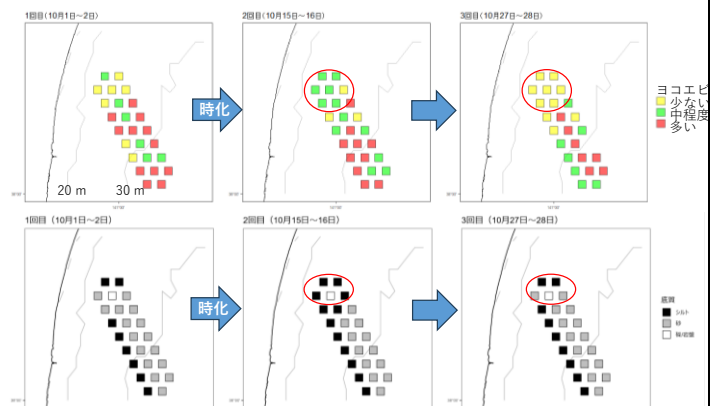 1回目(10月1日~2日)
2回目(10月15日~16日)
3回目(10月27日~28日)
時化
ヨコエビ
少ない
中程度
多い
20 m
30 m
1回目 (10月1日~2日)
2回目 (10月15日~16日)
3回目 (10月27日~28日)
時化
底質
シルト
砂